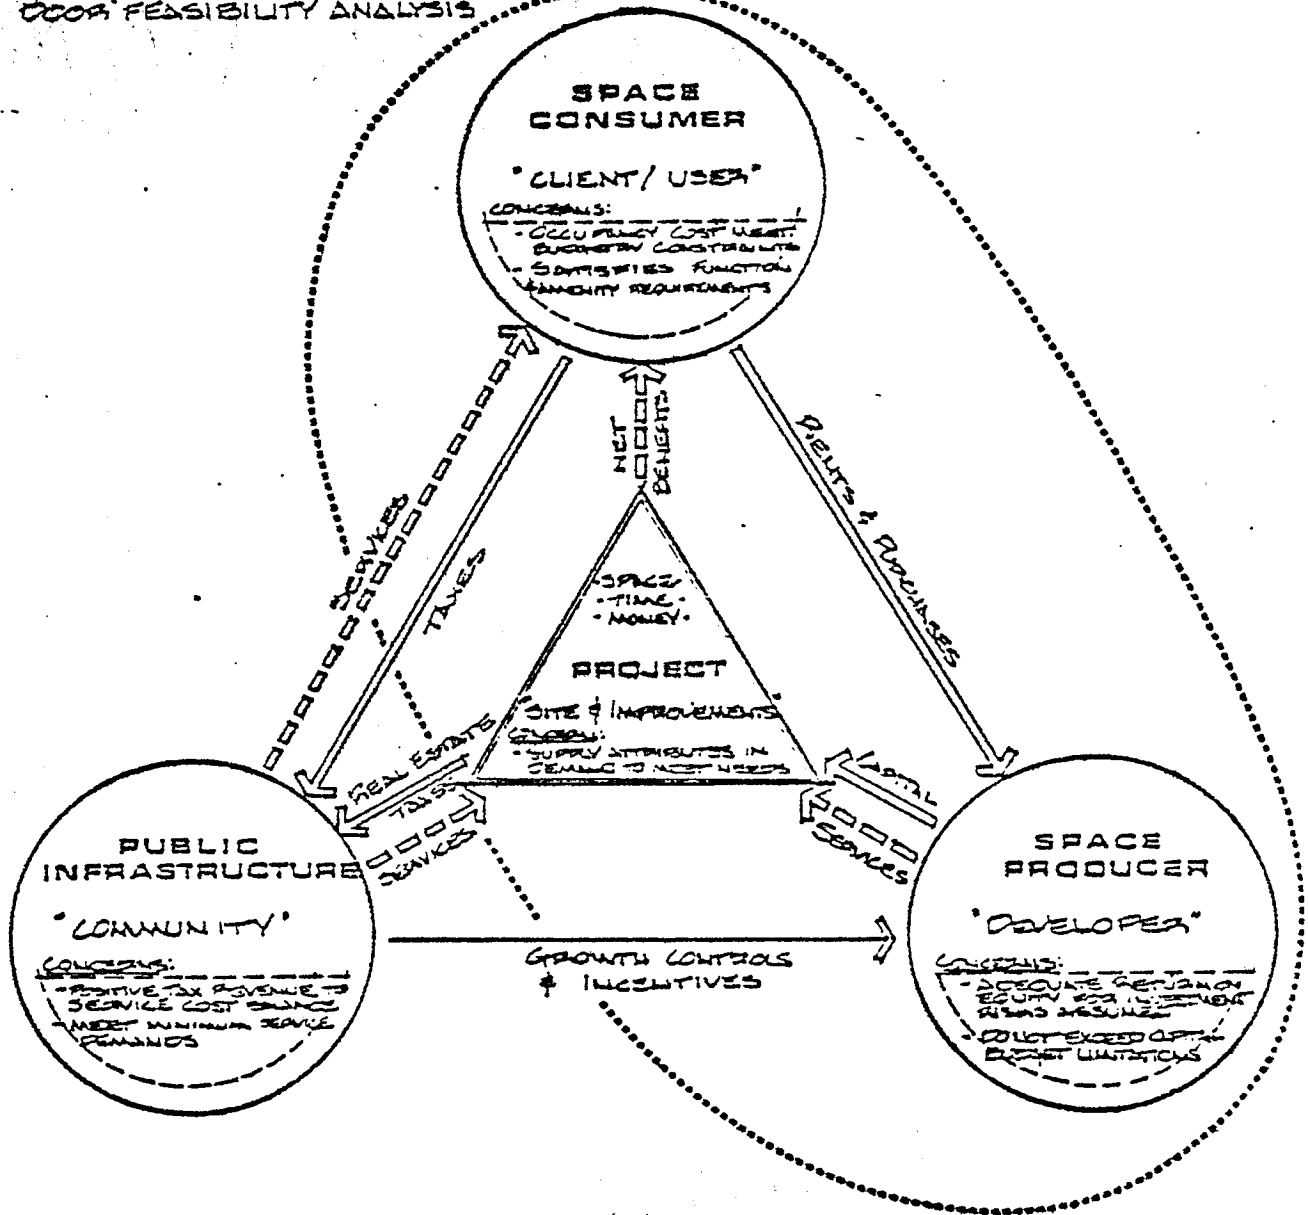 DOOR" FEASIBILITY ANALYSIS
SPACE
CONSUMER
"CLIENT/ USER"
CONCERNS:
- OCCUPANCY COST MEET
BUDGETARY CONSTRAINTS
- SATISFIES FUNCTION
& AMENITY REQUIREMENTS
NET
BENEFITS
SERVICES
TAXES
RENTS & PURCHASES
- SPACE -
- TIME -
- MONEY -
PROJECT
"SITE & IMPROVEMENTS"
- SUPPLY ATTRIBUTES IN
DEMAND TO MEET NEEDS
REAL ESTATE
TAXES
SERVICES
CAPITAL
SERVICES
PUBLIC
INFRASTRUCTURE
"COMMUNITY"
CONCERNS:
- POSITIVE TAX REVENUE TO
SERVICE COST BALANCE
- MEET MINIMUM SERVICE
DEMANDS
SPACE
PRODUCER
"DEVELOPER"
CONCERNS:
- ADEQUATE RETURN ON
EQUITY FOR INVESTMENT
RISKS ASSUMED
- DO NOT EXCEED
BUDGET LIMITATIONS
GROWTH CONTROLS
& INCENTIVES